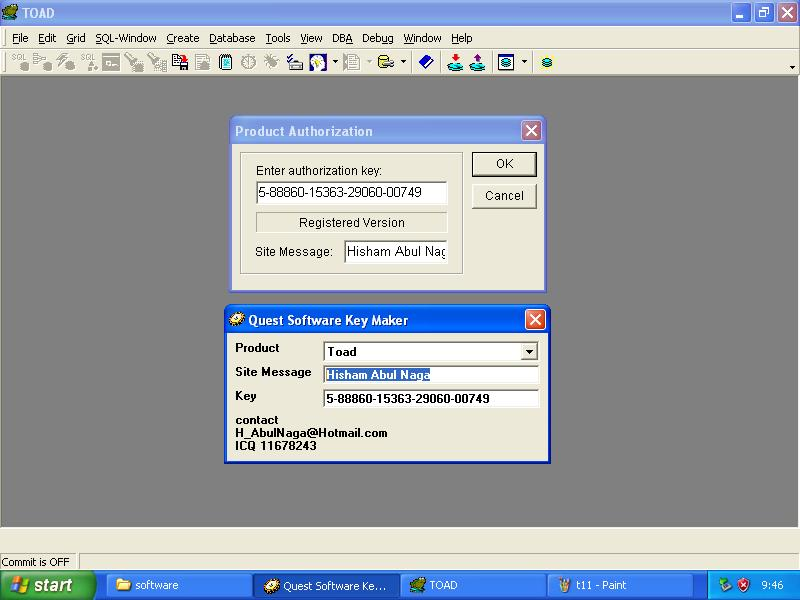 TOAD
File Edit Grid SQL-Window Create Database Tools View DBA Debug Window Help
SQL SQL
Product Authorization
Enter authorization key:
OK
5-88860-15363-29060-00749
Cancel
Registered Version
Site Message: Hisham Abul Nag
Quest Software Key Maker
Product Toad
Site Message Hisham Abul Naga
Key 5-88860-15363-29060-00749
contact
H_AbulNaga@Hotmail.com
ICQ 11678243
Commit is OFF
start software Quest Software Ke... TOAD t11 - Paint 9:46